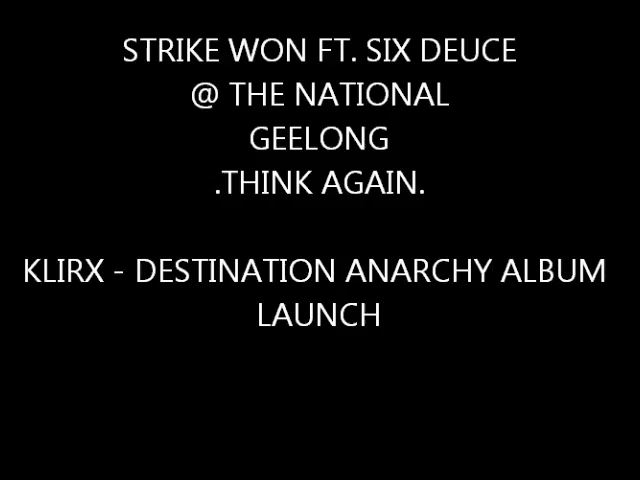 STRIKE WON FT. SIX DEUCE
@ THE NATIONAL
GEELONG
.THINK AGAIN.
KLIRX - DESTINATION ANARCHY ALBUM
LAUNCH